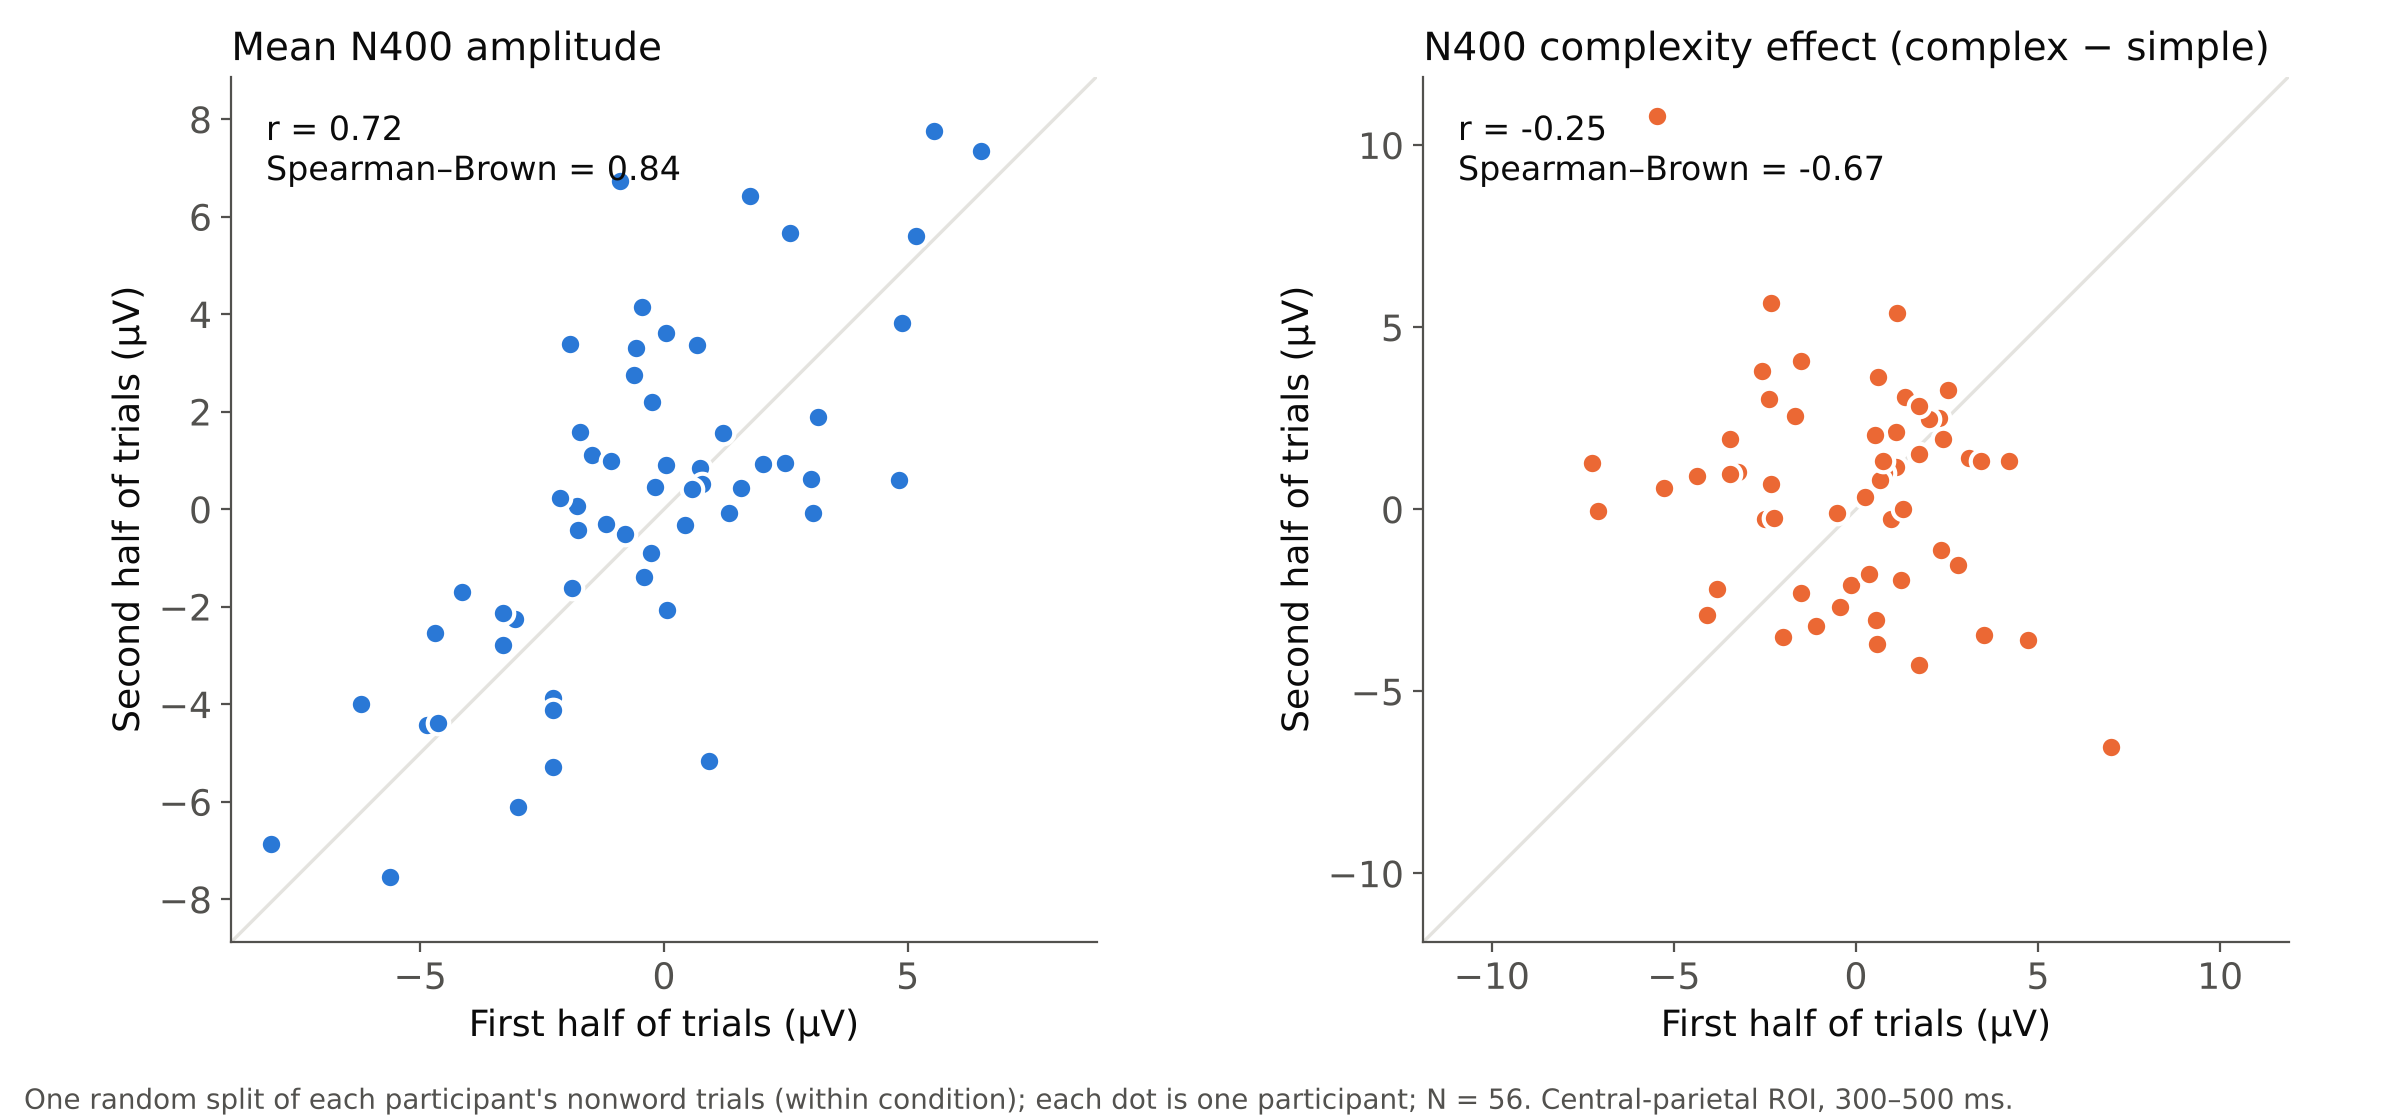 Mean N400 amplitude
r = 0.72
Spearman–Brown = 0.84
8
6
4
2
0
−2
−4
−6
−8
Second half of trials (µV)
−5
0
5
First half of trials (µV)
N400 complexity effect (complex − simple)
r = -0.25
Spearman–Brown = -0.67
10
5
0
−5
−10
Second half of trials (µV)
−10
−5
0
5
10
First half of trials (µV)
One random split of each participant's nonword trials (within condition); each dot is one participant; N = 56. Central-parietal ROI, 300–500 ms.